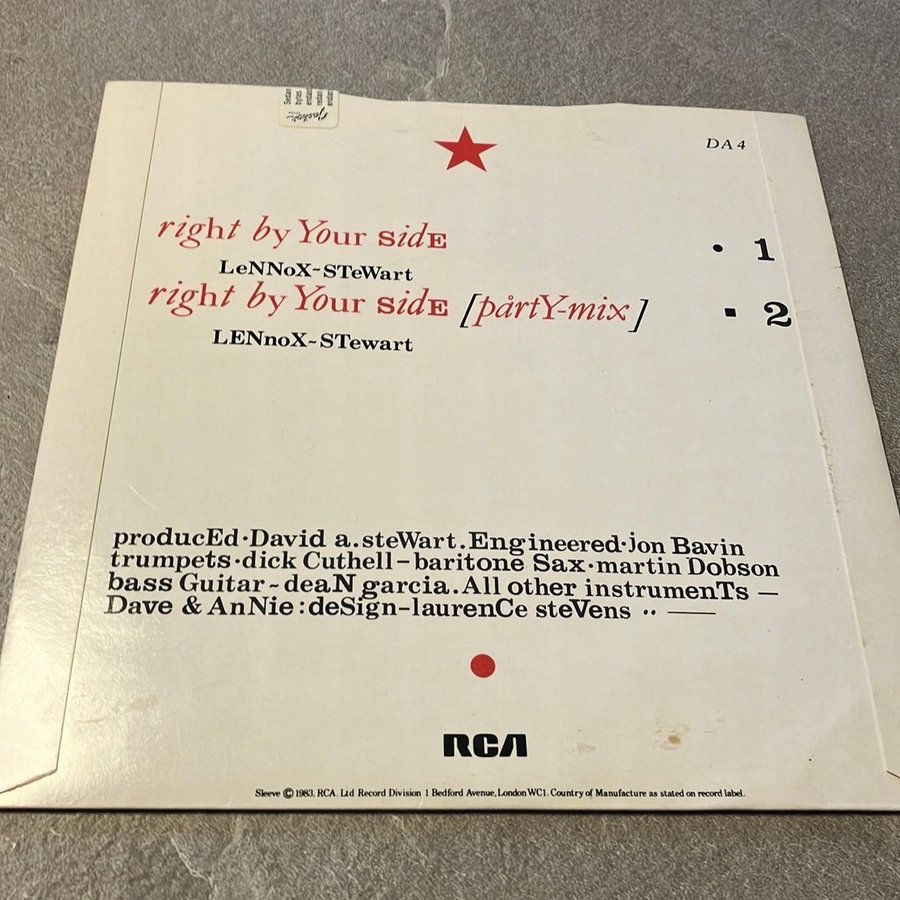 DA4
right by Your sidE
• 1
LeNNoX~STeWart
right by Your sidE [pårtY-mix]
▪ 2
LENnoX~STewart
producEd·David a.steWart.Engineered·jon Bavin
trumpets·dick Cuthell–baritone Sax·martin Dobson
bass Guitar~deaN garcia.All other instrumenTs —
Dave & AnNie:deSign–laurenCe steVens ·· —
RCA
Sleeve © 1983. RCA. Ltd Record Division 1 Bedford Avenue, London WC1. Country of Manufacture as stated on record label.